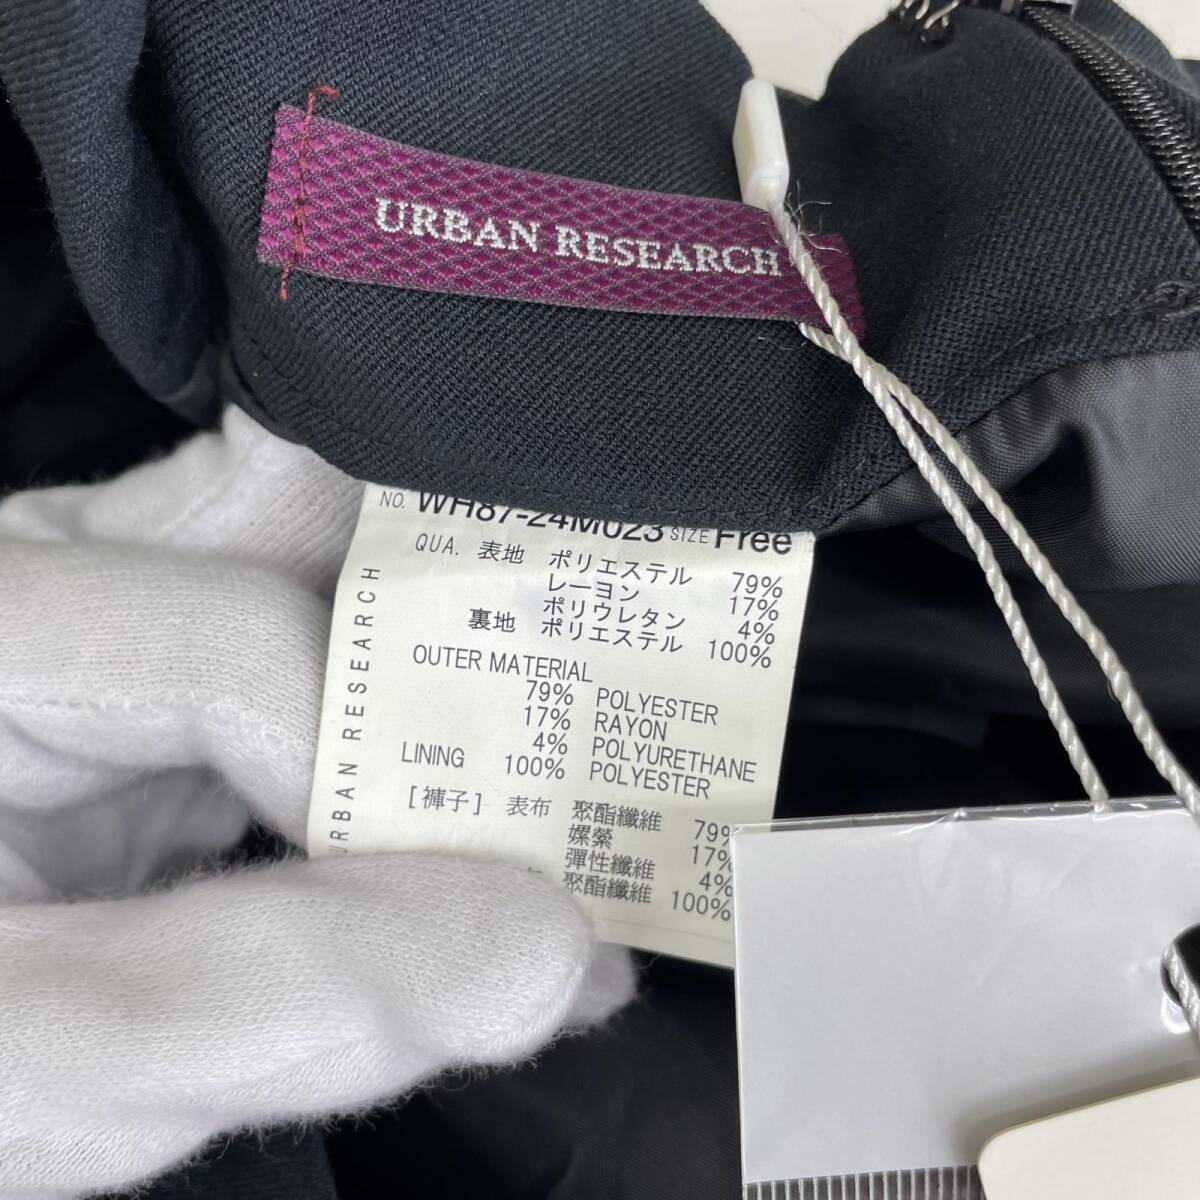 URBAN RESEARCH
NO. WH87-24M023 SIZE Free
QUA. 表地 ポリエステル 79%
レーヨン 17%
ポリウレタン 4%
裏地 ポリエステル 100%
OUTER MATERIAL
79% POLYESTER
17% RAYON
4% POLYURETHANE
LINING 100% POLYESTER
[褲子] 表布 聚酯纖維 79%
嫘縈 17%
彈性纖維 4%
聚酯纖維 100%
URBAN RESEARCH